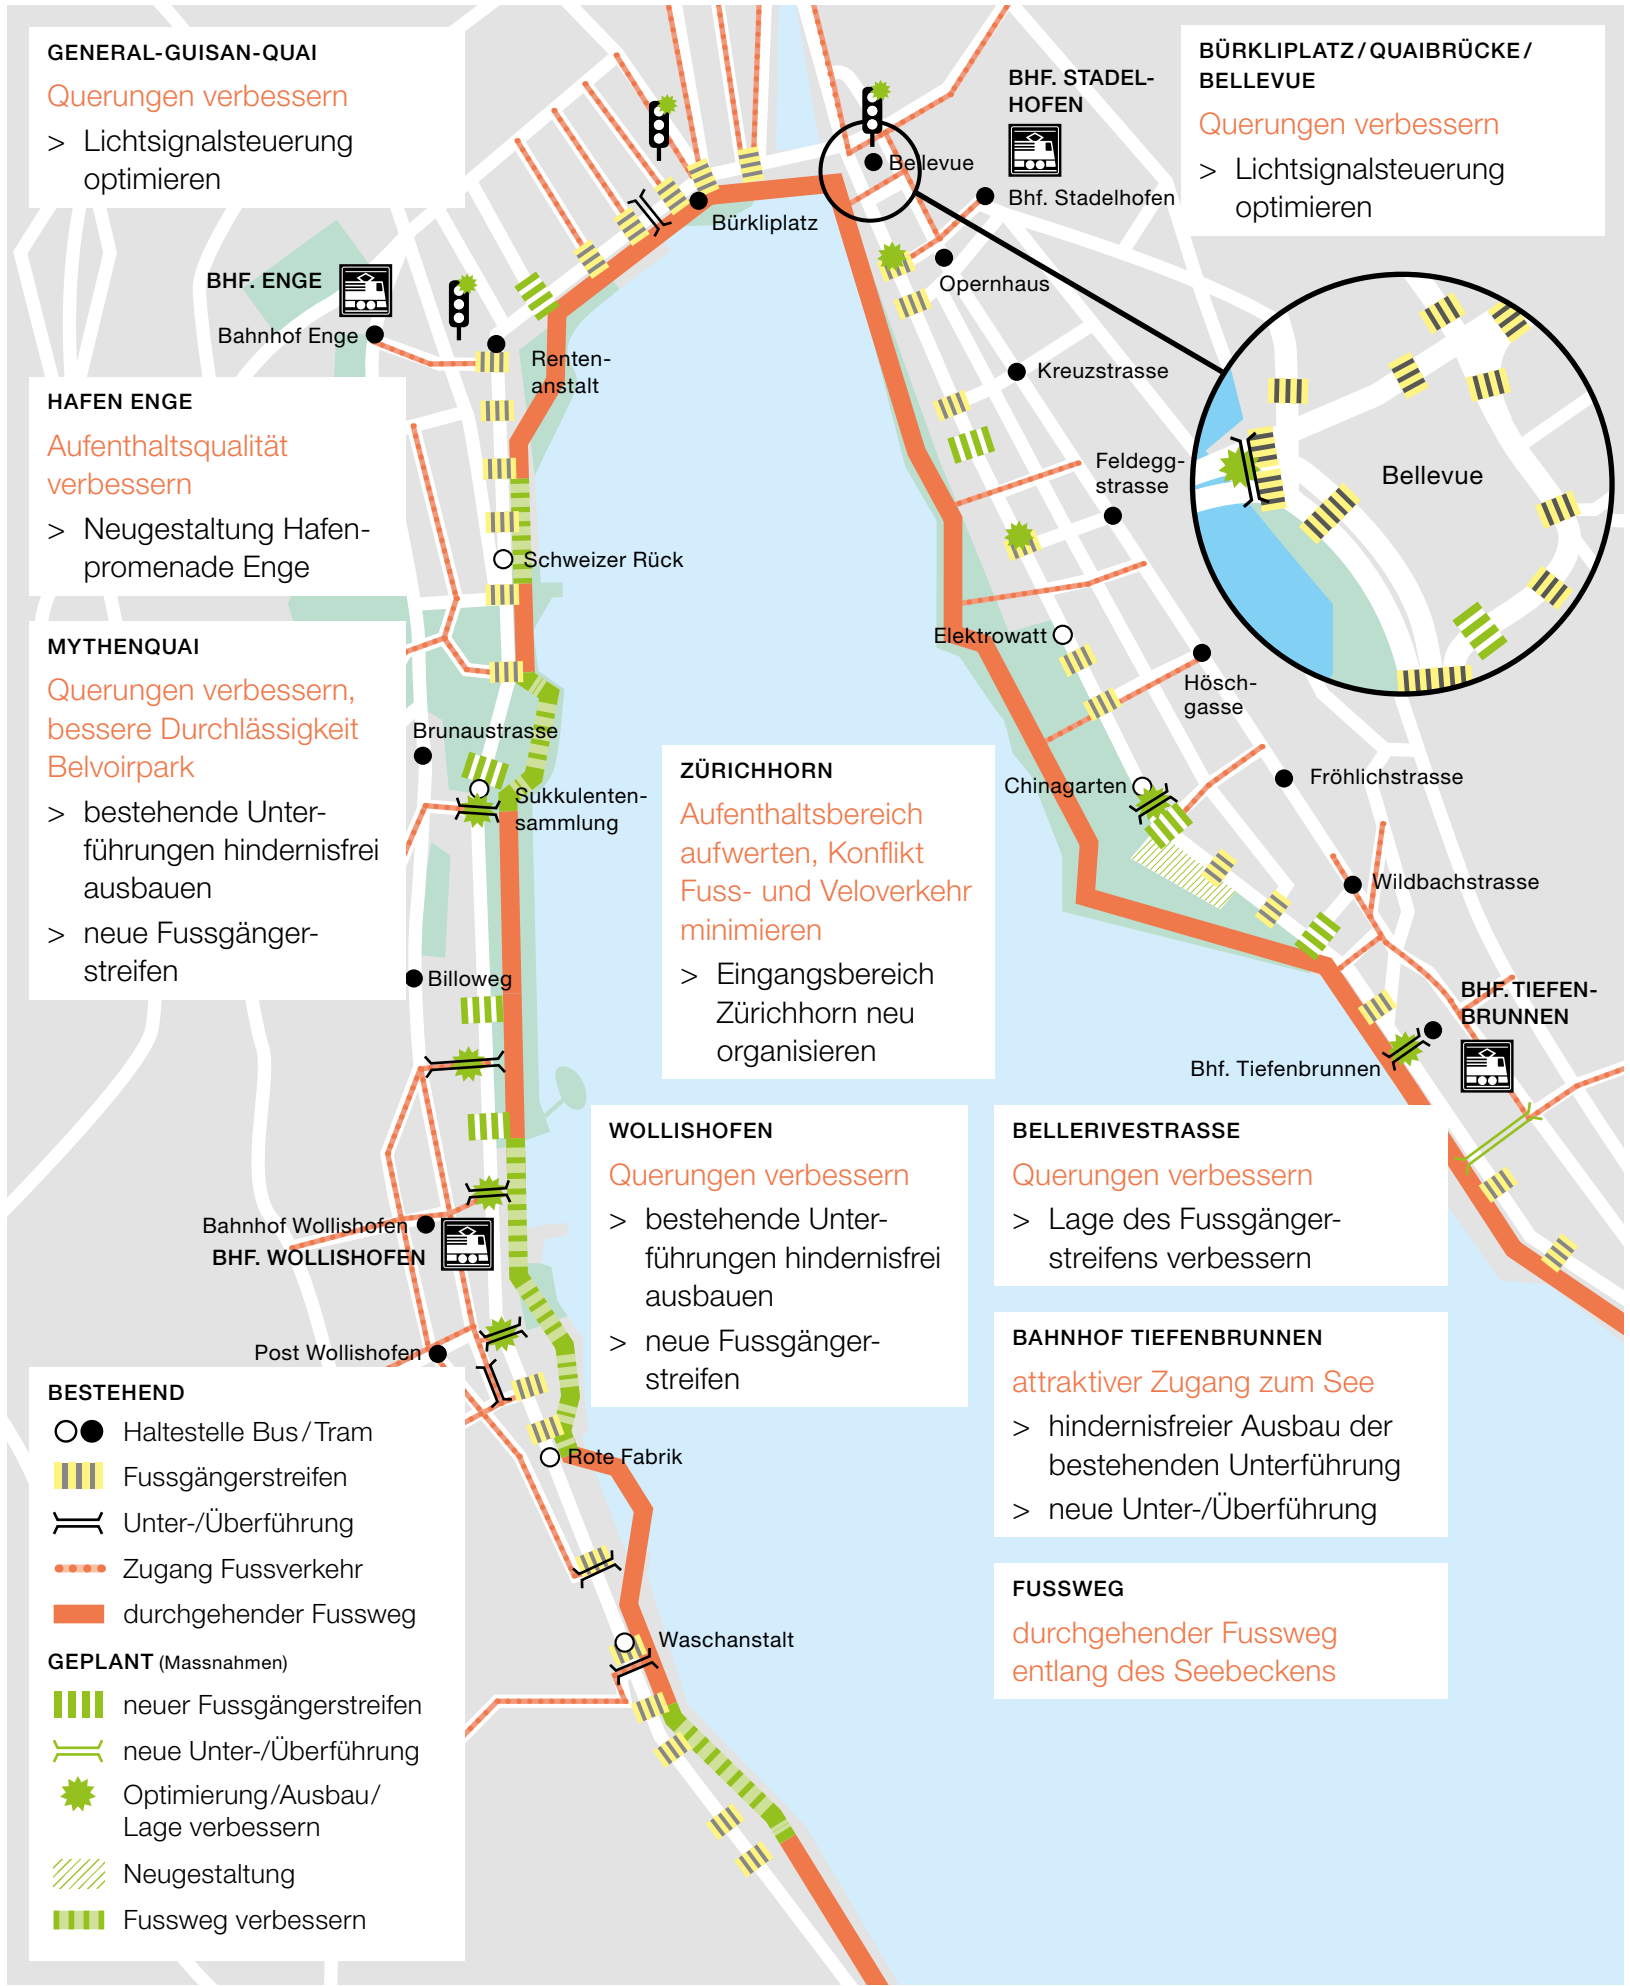 GENERAL-GUISAN-QUAI
Querungen verbessern
> Lichtsignalsteuerung
optimieren
BHF. STADEL-
HOFEN
BÜRKLIPLATZ/QUAIBRÜCKE/
BELLEVUE
Querungen verbessern
> Lichtsignalsteuerung
optimieren
Bellevue
Bhf. Stadelhofen
Bürkliplatz
Opernhaus
BHF. ENGE
Bahnhof Enge
Renten-
anstalt
Kreuzstrasse
HAFEN ENGE
Aufenthaltsqualität
verbessern
> Neugestaltung Hafen-
promenade Enge
Feldegg-
strasse
Bellevue
Schweizer Rück
Elektrowatt
MYTHENQUAI
Querungen verbessern,
bessere Durchlässigkeit
Belvoirpark
> bestehende Unter-
führungen hindernisfrei
ausbauen
> neue Fussgänger-
streifen
Hösch-
gasse
Brunaustrasse
Sukkulenten-
sammlung
ZÜRICHHORN
Aufenthaltsbereich
aufwerten, Konflikt
Fuss- und Veloverkehr
minimieren
> Eingangsbereich
Zürichhorn neu
organisieren
Chinagarten
Fröhlichstrasse
Wildbachstrasse
Billoweg
BHF. TIEFEN-
BRUNNEN
Bhf. Tiefenbrunnen
WOLLISHOFEN
Querungen verbessern
> bestehende Unter-
führungen hindernisfrei
ausbauen
> neue Fussgänger-
streifen
BELLERIVESTRASSE
Querungen verbessern
> Lage des Fussgänger-
streifens verbessern
Bahnhof Wollishofen
BHF. WOLLISHOFEN
Post Wollishofen
BAHNHOF TIEFENBRUNNEN
attraktiver Zugang zum See
> hindernisfreier Ausbau der
bestehenden Unterführung
> neue Unter-/Überführung
Rote Fabrik
FUSSWEG
durchgehender Fussweg
entlang des Seebeckens
Waschanstalt
BESTEHEND
Haltestelle Bus/Tram
Fussgängerstreifen
Unter-/Überführung
Zugang Fussverkehr
durchgehender Fussweg
GEPLANT (Massnahmen)
neuer Fussgängerstreifen
neue Unter-/Überführung
Optimierung/Ausbau/
Lage verbessern
Neugestaltung
Fussweg verbessern